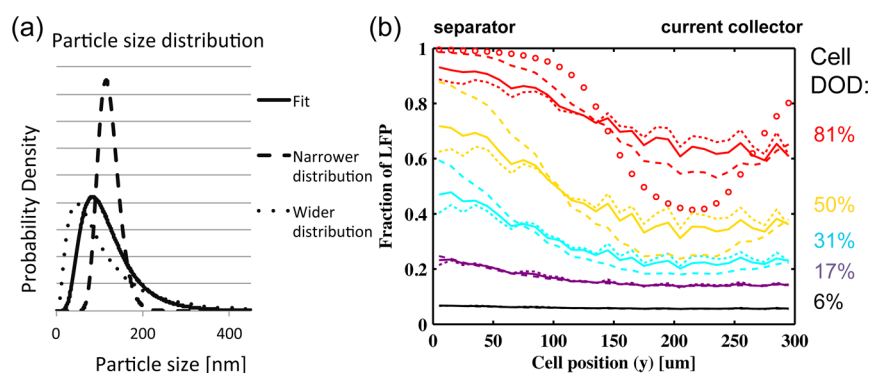 (a)
Particle size distribution
Probability Density
0
200
400
Particle size [nm]
Fit
Narrower
distribution
Wider
distribution
(b)
separator
current collector
Fraction of LFP
1
0.8
0.6
0.4
0.2
0
0
50
100
150
200
250
300
Cell position (y) [um]
Cell
DOD:
81%
50%
31%
17%
6%